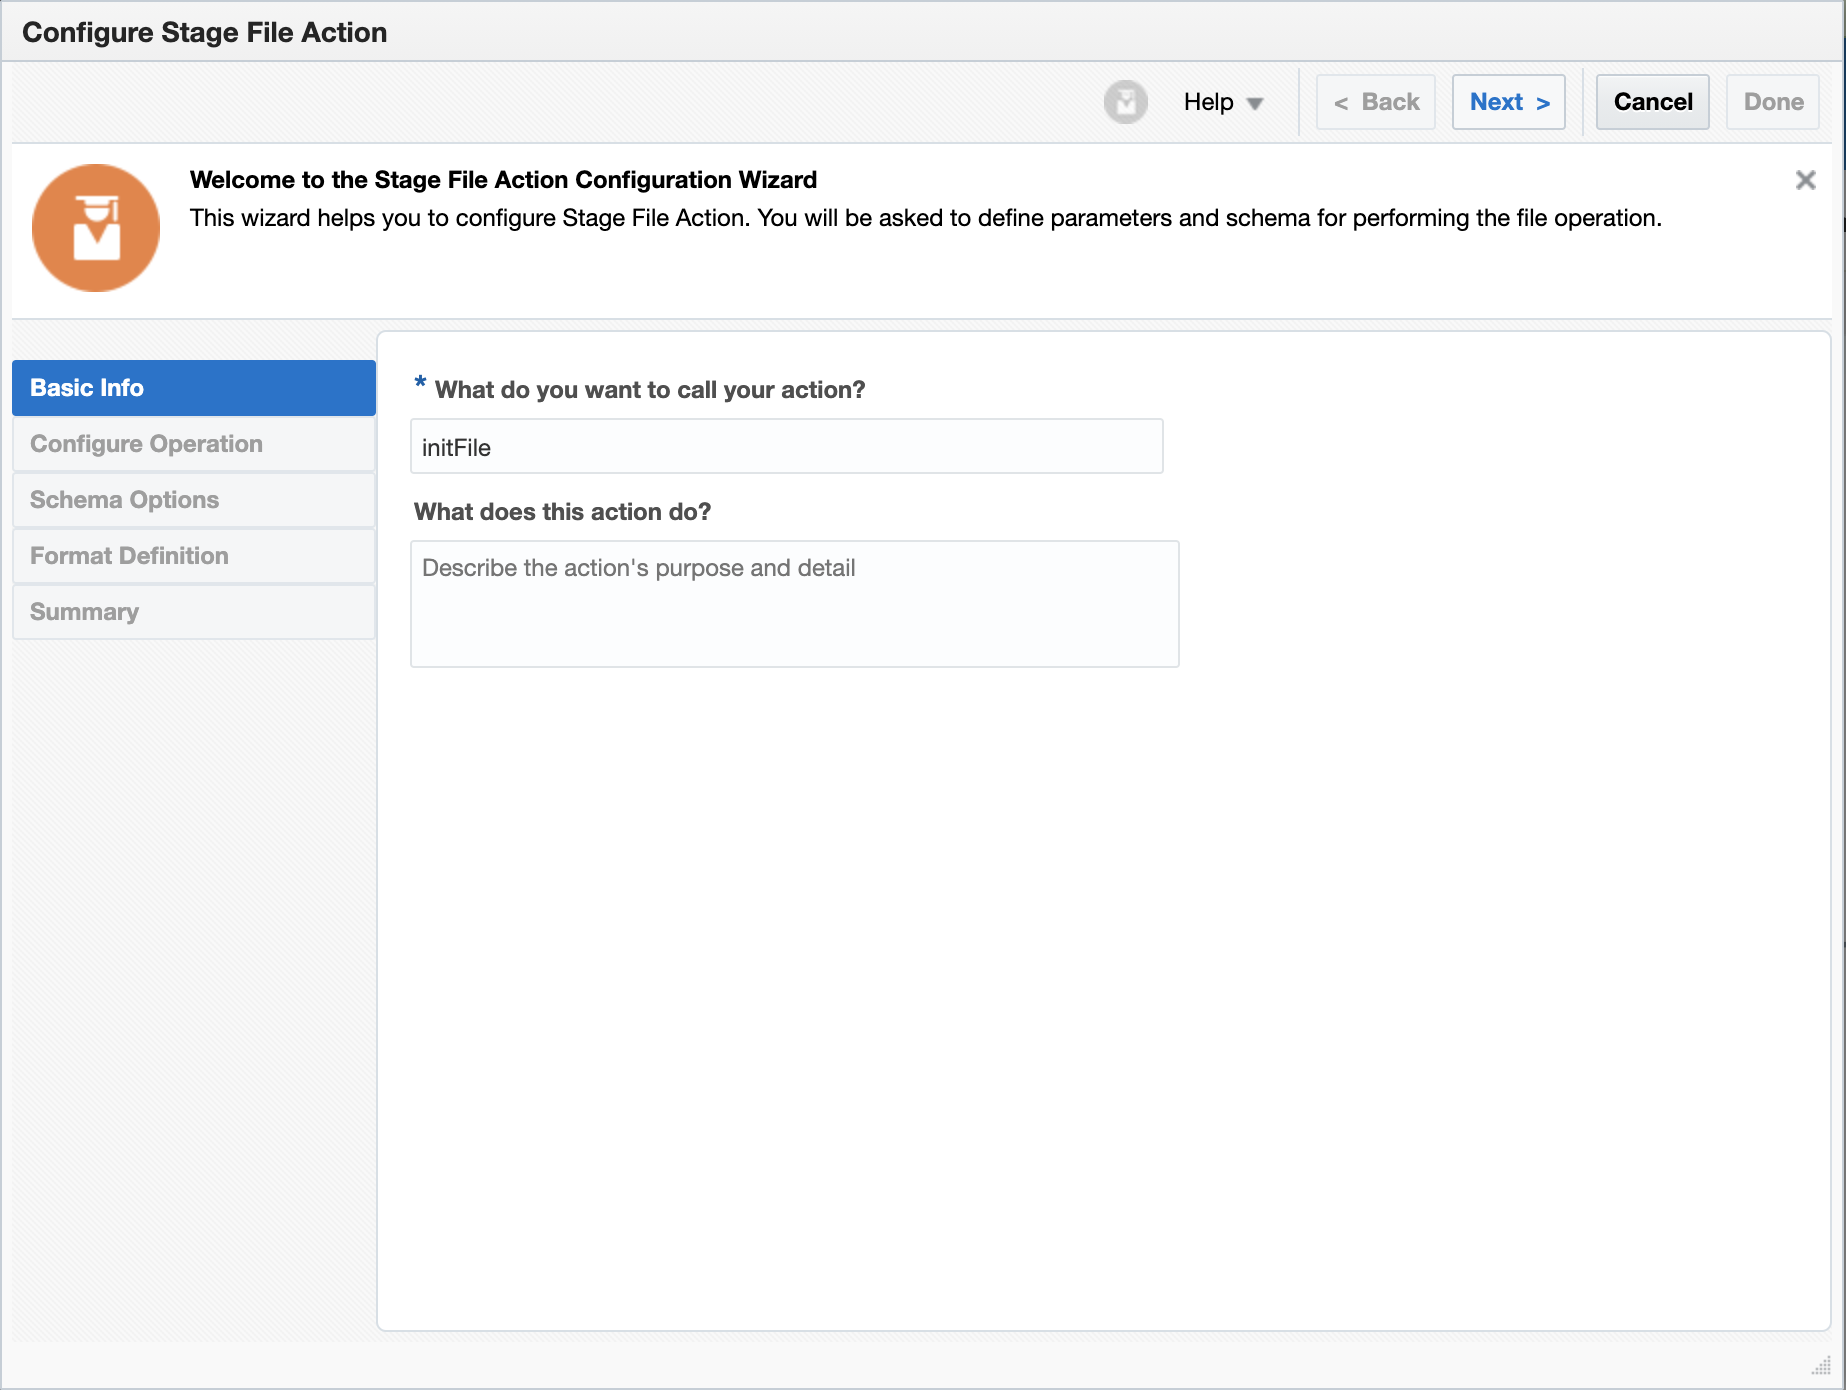 Configure Stage File Action
Help
< Back
Next >
Cancel
Done
Welcome to the Stage File Action Configuration Wizard
This wizard helps you to configure Stage File Action. You will be asked to define parameters and schema for performing the file operation.
Basic Info
Configure Operation
Schema Options
Format Definition
Summary
* What do you want to call your action?
initFile
What does this action do?
Describe the action's purpose and detail